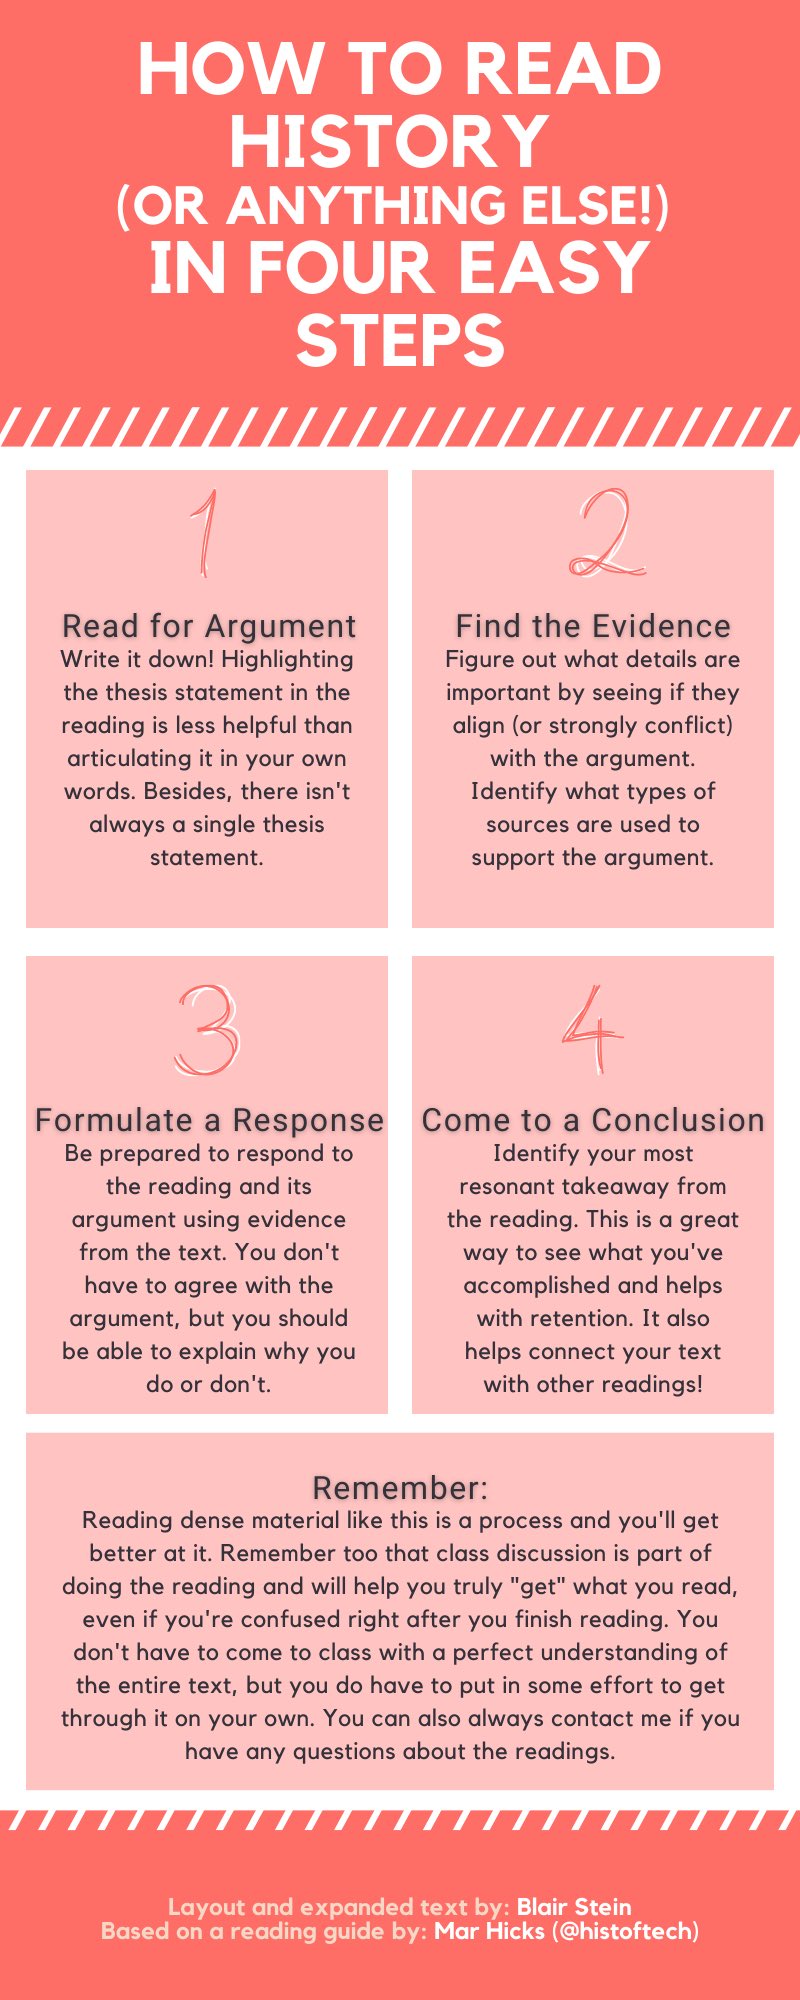 HOW TO READ
HISTORY
(OR ANYTHING ELSE!)
IN FOUR EASY
STEPS
1
Read for Argument
Write it down! Highlighting
the thesis statement in the
reading is less helpful than
articulating it in your own
words. Besides, there isn't
always a single thesis
statement.
2
Find the Evidence
Figure out what details are
important by seeing if they
align (or strongly conflict)
with the argument.
Identify what types of
sources are used to
support the argument.
3
Formulate a Response
Be prepared to respond to
the reading and its
argument using evidence
from the text. You don't
have to agree with the
argument, but you should
be able to explain why you
do or don't.
4
Come to a Conclusion
Identify your most
resonant takeaway from
the reading. This is a great
way to see what you've
accomplished and helps
with retention. It also
helps connect your text
with other readings!
Remember:
Reading dense material like this is a process and you'll get
better at it. Remember too that class discussion is part of
doing the reading and will help you truly "get" what you read,
even if you're confused right after you finish reading. You
don't have to come to class with a perfect understanding of
the entire text, but you do have to put in some effort to get
through it on your own. You can also always contact me if you
have any questions about the readings.
Layout and expanded text by: Blair Stein
Based on a reading guide by: Mar Hicks (@histoftech)